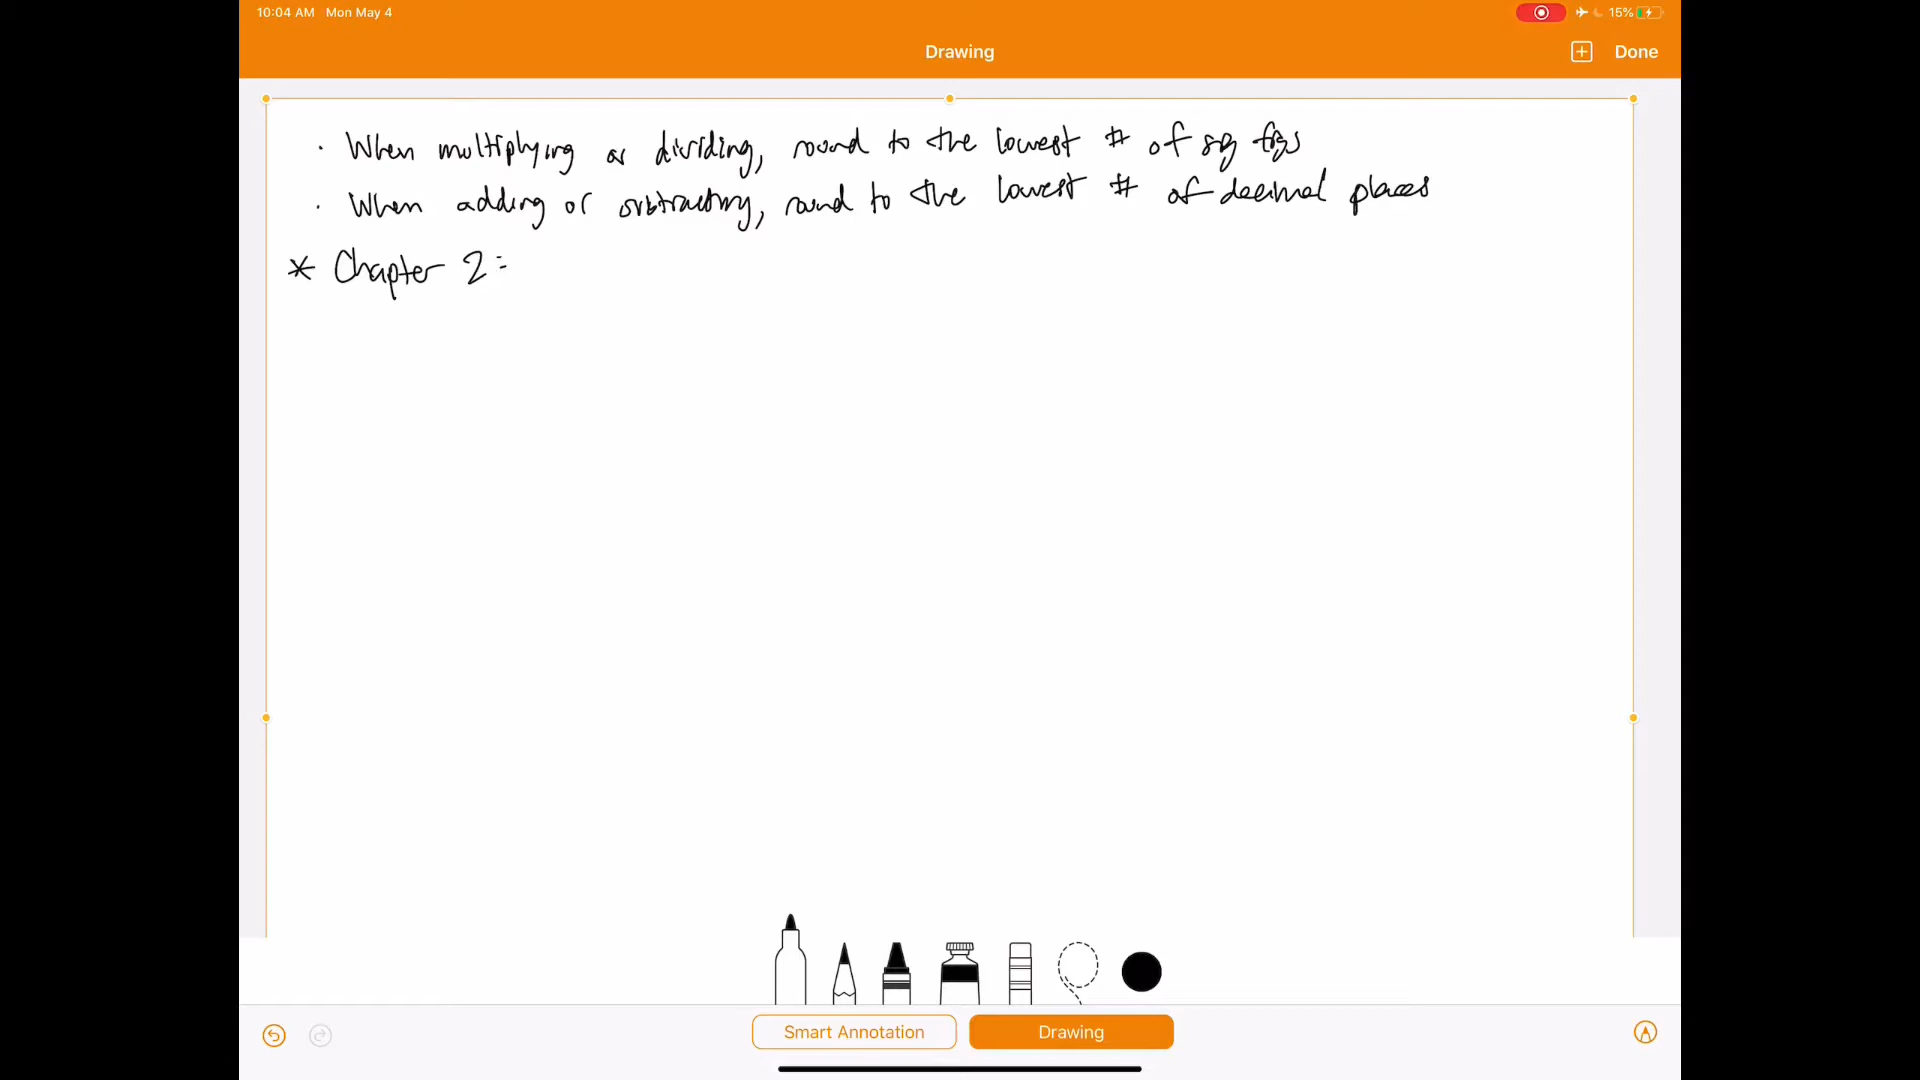 10:04 AM Mon May 4
15%
Drawing
Done
· When multiplying or dividing, round to the lowest # of sig figs
· When adding or subtracting, round to the lowest # of decimal places
* Chapter 2:
Smart Annotation
Drawing